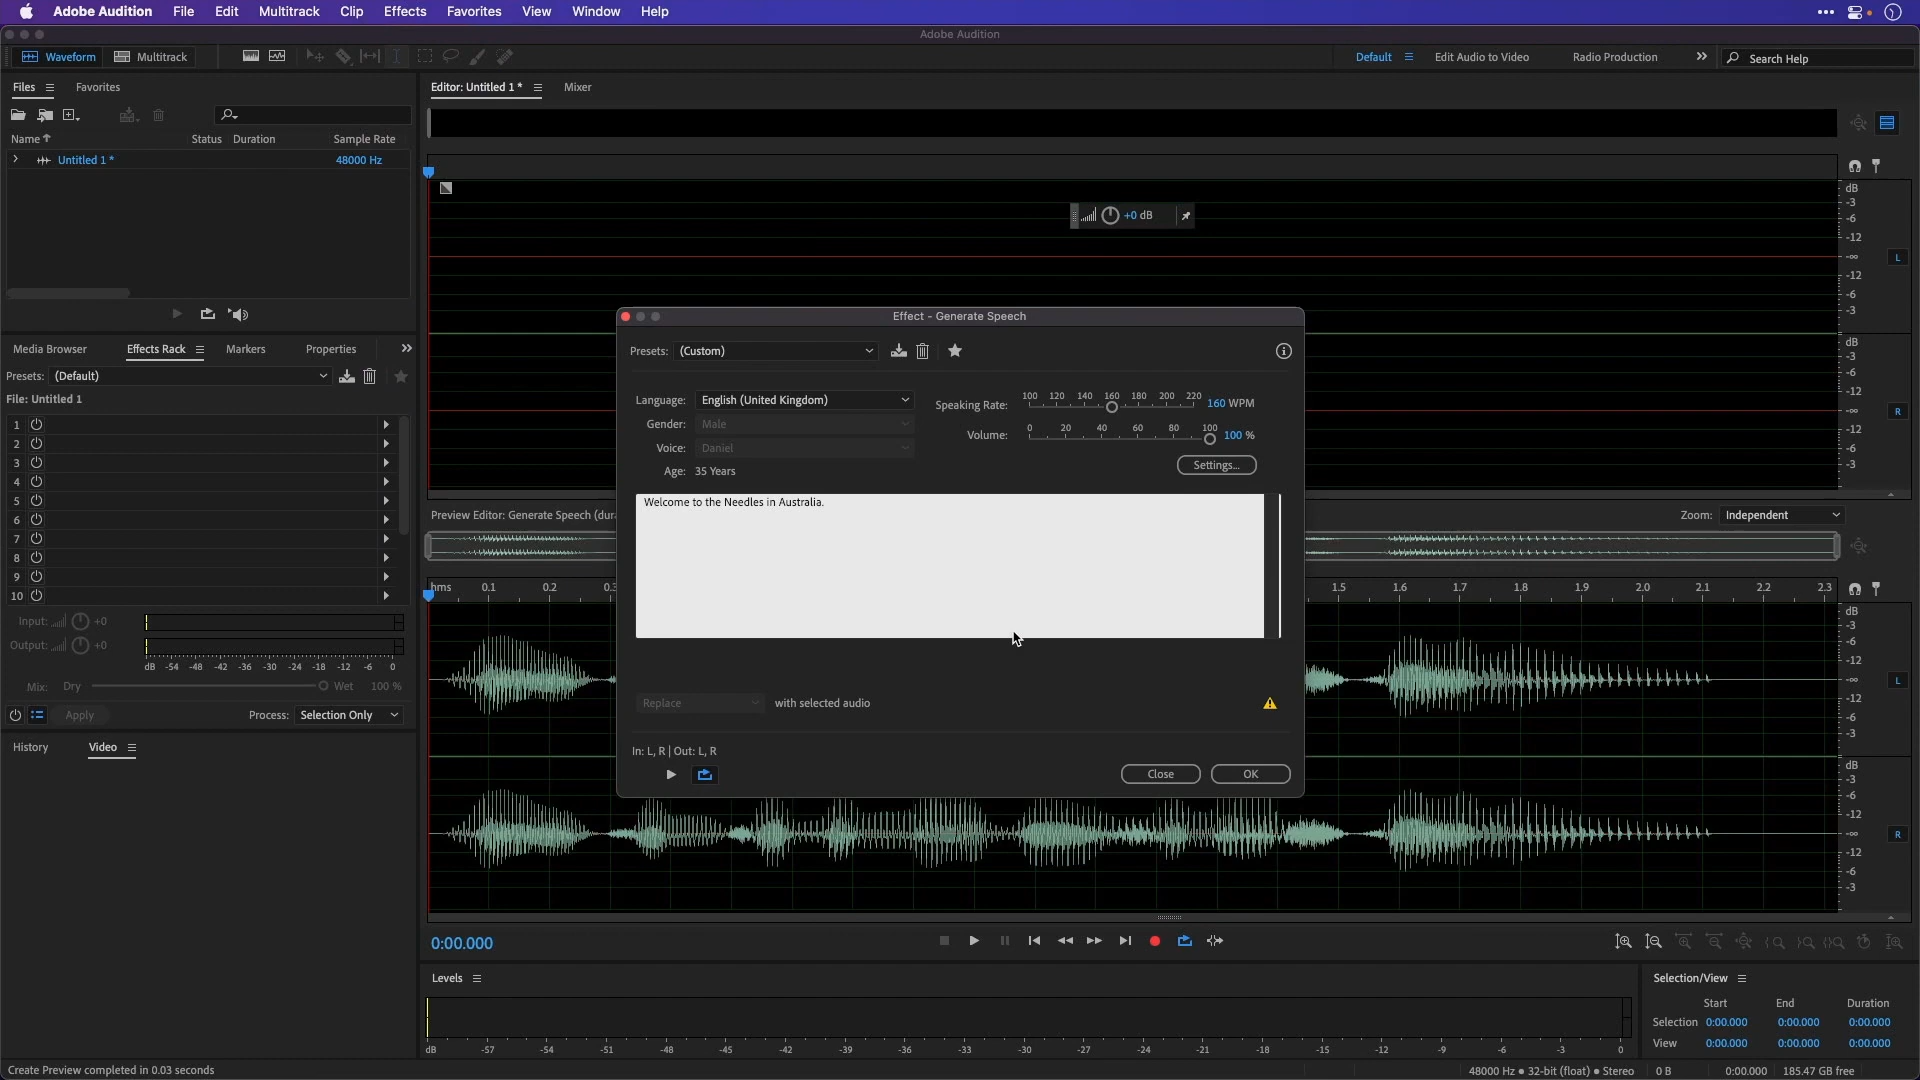 Adobe Audition File Edit Multitrack Clip Effects Favorites View Window Help
Adobe Audition
Waveform Multitrack Default Edit Audio to Video Radio Production Search Help
Files Favorites
Name Status Duration Sample Rate
Untitled 1 * 48000 Hz
Media Browser Effects Rack Markers Properties
Presets: (Default)
File: Untitled 1
1
2
3
4
5
6
7
8
9
10
Input: +0
Output: +0
dB -54 -48 -42 -36 -30 -24 -18 -12 -6 0
Mix: Dry Wet 100 %
Apply Process: Selection Only
History Video
Editor: Untitled 1 * Mixer
+0 dB
dB
-3
-6
-12
-∞
-12
-6
-3
L
dB
-3
-6
-12
-∞
-12
-6
-3
R
Effect - Generate Speech
Presets: (Custom)
Language: English (United Kingdom)
Gender: Male
Voice: Daniel
Age: 35 Years
Speaking Rate: 100 120 140 160 180 200 220 160 WPM
Volume: 0 20 40 60 80 100 100 %
Settings...
Welcome to the Needles in Australia.
Replace with selected audio
In: L, R | Out: L, R
Close OK
Preview Editor: Generate Speech (dur
Zoom: Independent
hms 0.1 0.2 0.3 1.5 1.6 1.7 1.8 1.9 2.0 2.1 2.2 2.3
dB
-3
-6
-12
-∞
-12
-6
-3
L
dB
-3
-6
-12
-∞
-12
-6
-3
R
0:00.000
Levels
dB -57 -54 -51 -48 -45 -42 -39 -36 -33 -30 -27 -24 -21 -18 -15 -12 -9 -6 -3 0
Selection/View
Start End Duration
Selection 0:00.000 0:00.000 0:00.000
View 0:00.000 0:00.000 0:00.000
Create Preview completed in 0.03 seconds
48000 Hz ● 32-bit (float) ● Stereo 0 B 0:00.000 185.47 GB free